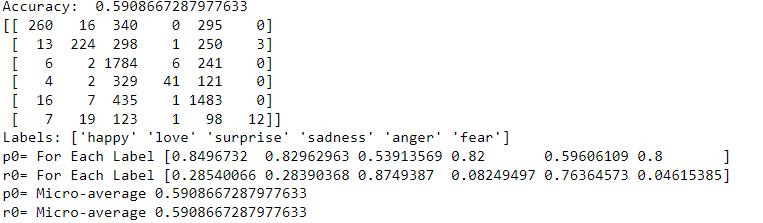 Accuracy:  0.5908667287977633
[[ 260   16  340    0  295    0]
 [  13  224  298    1  250    3]
 [   6    2 1784    6  241    0]
 [   4    2  329   41  121    0]
 [  16    7  435    1 1483    0]
 [   7   19  123    1   98   12]]
Labels: ['happy' 'love' 'surprise' 'sadness' 'anger' 'fear']
p0= For Each Label [0.8496732  0.82962963 0.53913569 0.82       0.59606109 0.8       ]
r0= For Each Label [0.28540066 0.28390368 0.8749387  0.08249497 0.76364573 0.04615385]
p0= Micro-average 0.5908667287977633
r0= Micro-average 0.5908667287977633